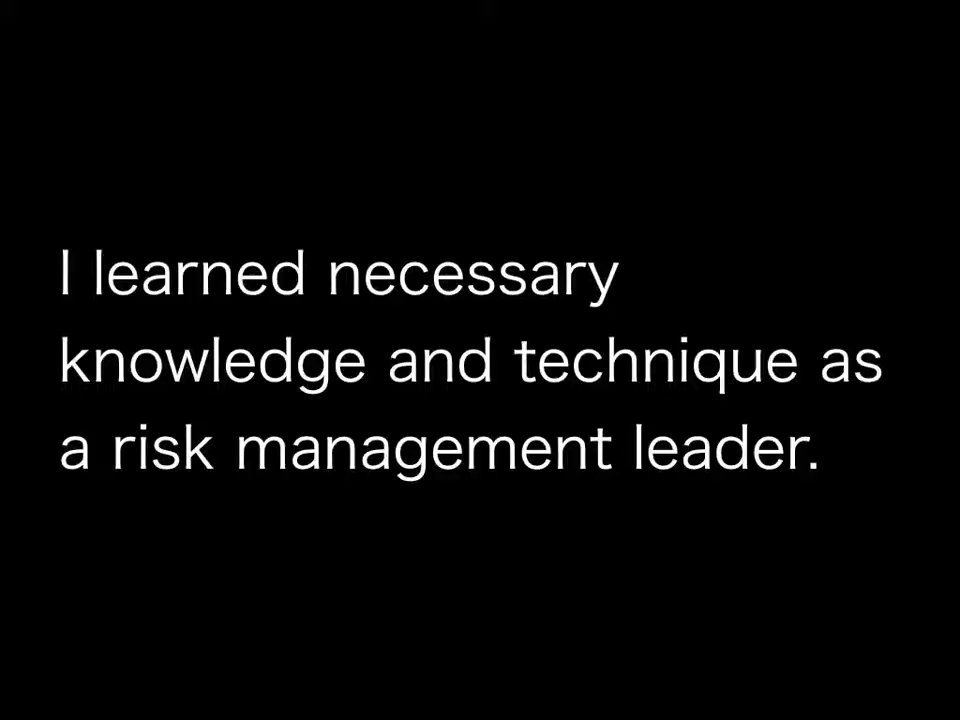 I learned necessary
knowledge and technique as
a risk management leader.